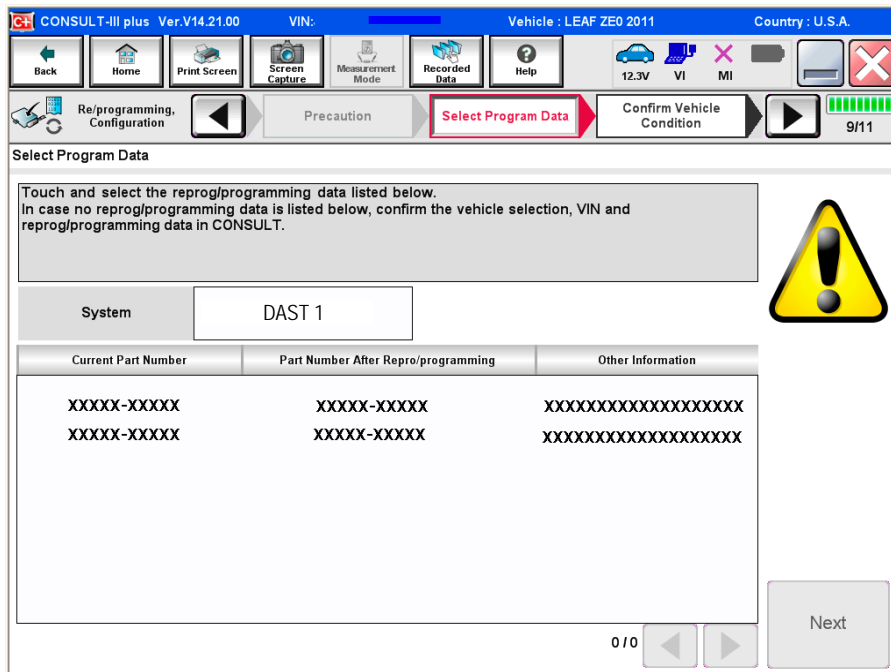 C+ CONSULT-III plus Ver.V14.21.00 VIN: Vehicle : LEAF ZE0 2011 Country : U.S.A.
Back Home Print Screen Screen Capture Measurement Mode Recorded Data Help 12.3V VI MI
Re/programming, Configuration Precaution Select Program Data Confirm Vehicle Condition 9/11
Select Program Data
Touch and select the reprog/programming data listed below.
In case no reprog/programming data is listed below, confirm the vehicle selection, VIN and
reprog/programming data in CONSULT.
System DAST 1
Current Part Number Part Number After Repro/programming Other Information
XXXXX-XXXXX XXXXX-XXXXX XXXXXXXXXXXXXXXXXXX
XXXXX-XXXXX XXXXX-XXXXX XXXXXXXXXXXXXXXXXXX
Next
0/0